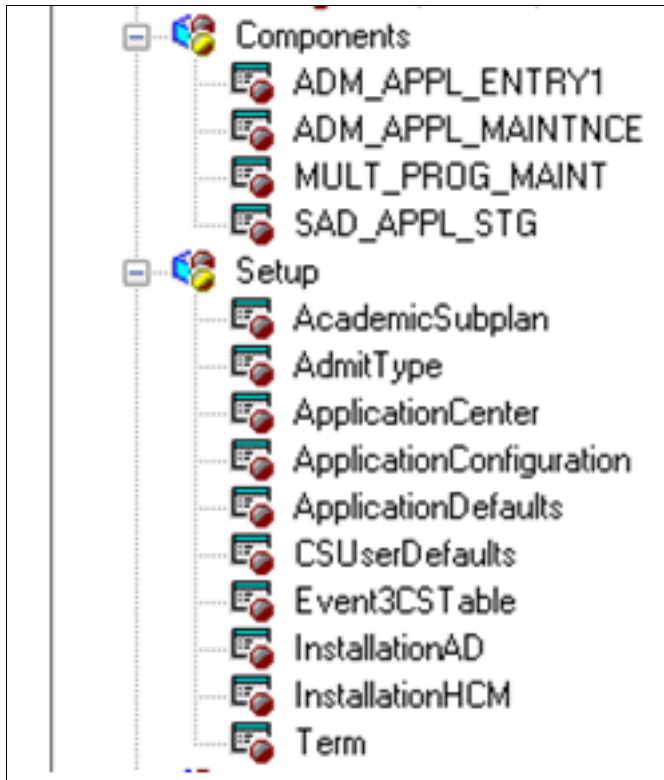 Components
ADM_APPL_ENTRY1
ADM_APPL_MAINTNCE
MULT_PROG_MAINT
SAD_APPL_STG
Setup
AcademicSubplan
AdmitType
ApplicationCenter
ApplicationConfiguration
ApplicationDefaults
CSUserDefaults
Event3CSTable
InstallationAD
InstallationHCM
Term